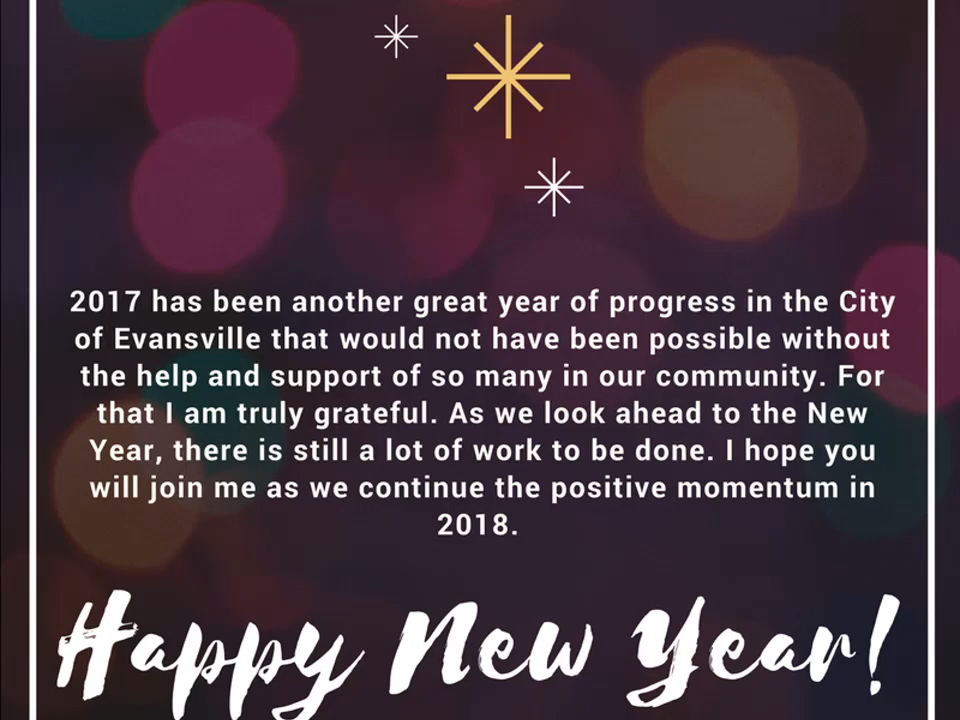 2017 has been another great year of progress in the City
of Evansville that would not have been possible without
the help and support of so many in our community. For
that I am truly grateful. As we look ahead to the New
Year, there is still a lot of work to be done. I hope you
will join me as we continue the positive momentum in
2018.
Happy New Year!